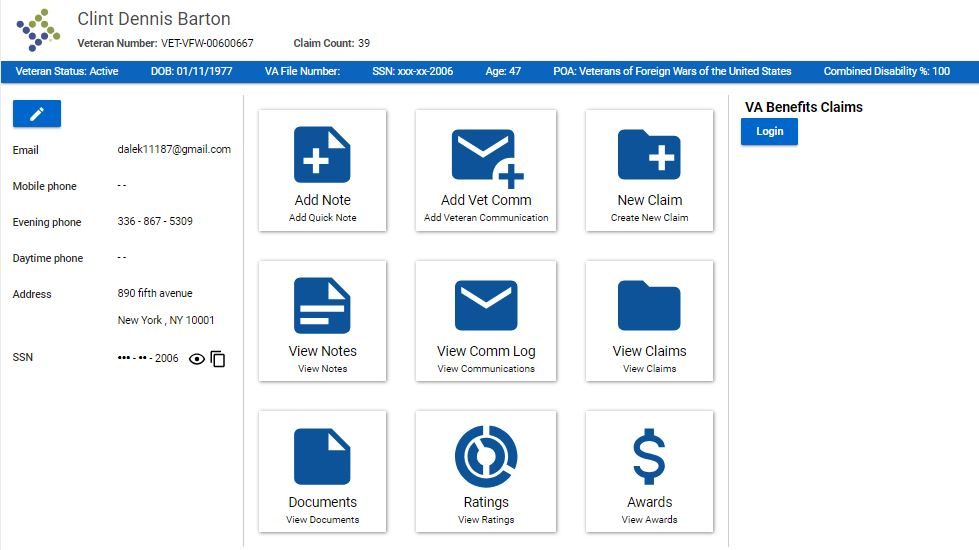 Clint Dennis Barton
Veteran Number: VET-VFW-00600667 Claim Count: 39
Veteran Status: Active DOB: 01/11/1977 VA File Number: SSN: xxx-xx-2006 Age: 47 POA: Veterans of Foreign Wars of the United States Combined Disability %: 100
Email dalek11187@gmail.com
Mobile phone - -
Evening phone 336 - 867 - 5309
Daytime phone - -
Address 890 fifth avenue
New York , NY 10001
SSN ••• - •• - 2006
Add Note
Add Quick Note
Add Vet Comm
Add Veteran Communication
New Claim
Create New Claim
View Notes
View Notes
View Comm Log
View Communications
View Claims
View Claims
Documents
View Documents
Ratings
View Ratings
Awards
View Awards
VA Benefits Claims
Login